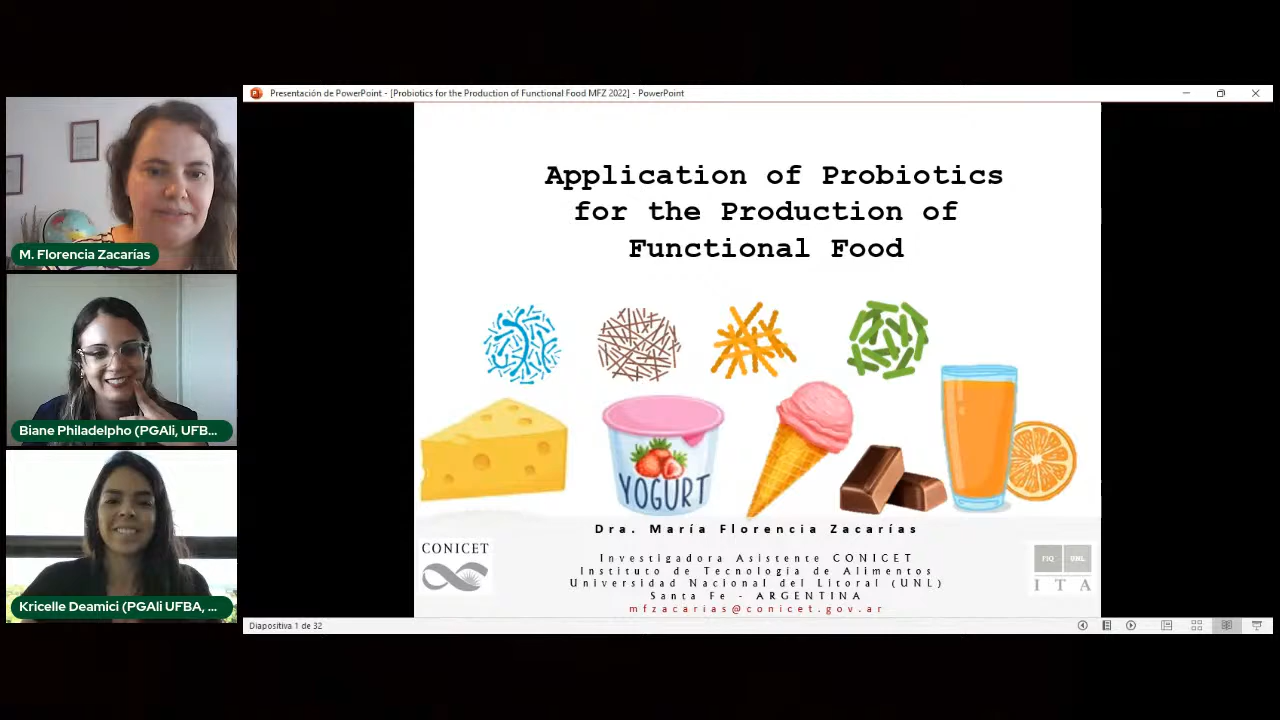 Presentación de PowerPoint - [Probiotics for the Production of Functional Food MFZ 2022] - PowerPoint
M. Florencia Zacarías
Biane Philadelpho (PGAli, UFB...
Kricelle Deamici (PGAli UFBA, ...
Application of Probiotics
for the Production of
Functional Food
YOGURT
Dra. María Florencia Zacarías
CONICET
Investigadora Asistente CONICET
Instituto de Tecnología de Alimentos
Universidad Nacional del Litoral (UNL)
Santa Fe - ARGENTINA
mfzacarias@conicet.gov.ar
FIQ UNL
ITA
Diapositiva 1 de 32